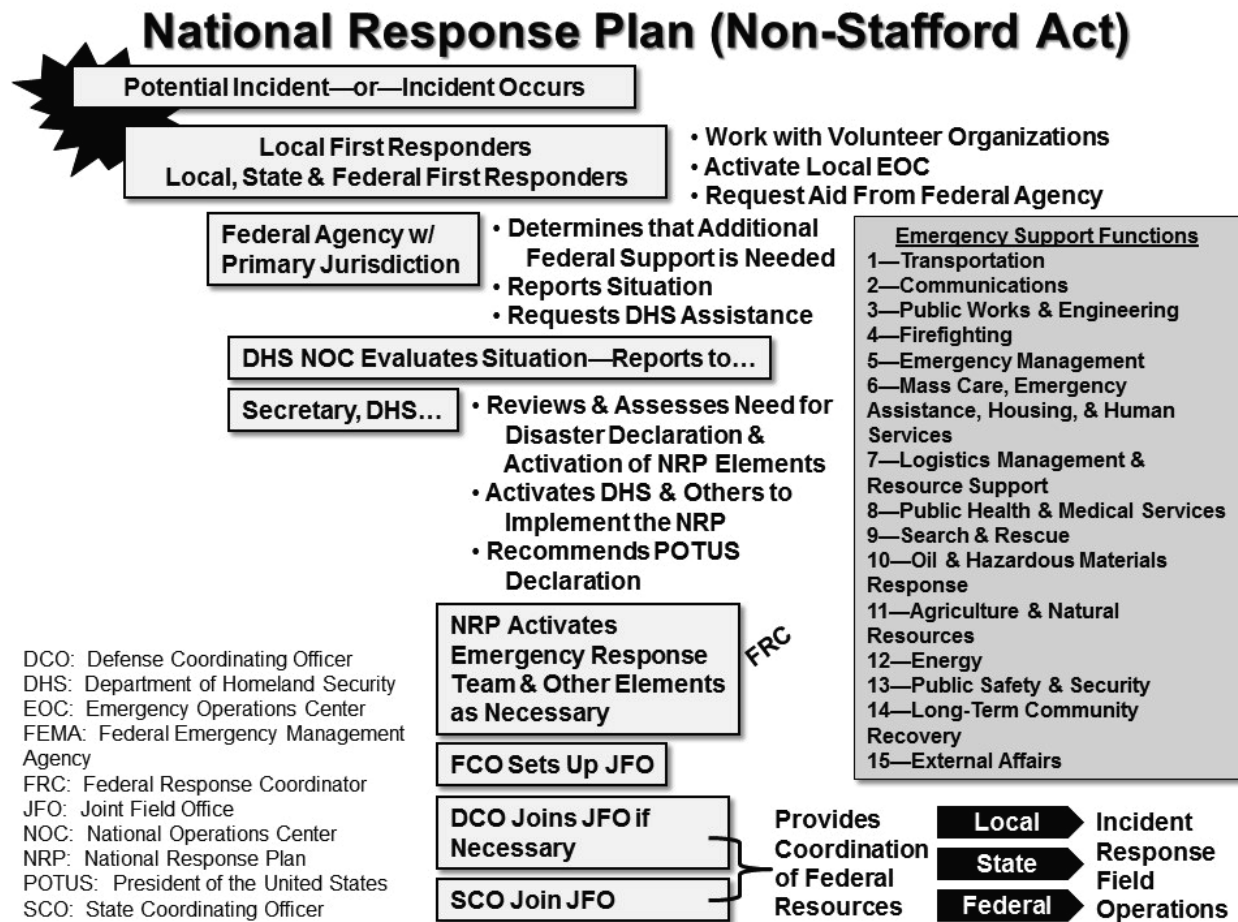 National Response Plan (Non-Stafford Act)
Potential Incident—or—Incident Occurs
Local First Responders
Local, State & Federal First Responders
• Work with Volunteer Organizations
• Activate Local EOC
• Request Aid From Federal Agency
Federal Agency w/
Primary Jurisdiction
• Determines that Additional
Federal Support is Needed
• Reports Situation
• Requests DHS Assistance
DHS NOC Evaluates Situation—Reports to…
Secretary, DHS…
• Reviews & Assesses Need for
Disaster Declaration &
Activation of NRP Elements
• Activates DHS & Others to
Implement the NRP
• Recommends POTUS
Declaration
Emergency Support Functions
1—Transportation
2—Communications
3—Public Works & Engineering
4—Firefighting
5—Emergency Management
6—Mass Care, Emergency
Assistance, Housing, & Human
Services
7—Logistics Management &
Resource Support
8—Public Health & Medical Services
9—Search & Rescue
10—Oil & Hazardous Materials
Response
11—Agriculture & Natural
Resources
12—Energy
13—Public Safety & Security
14—Long-Term Community
Recovery
15—External Affairs
NRP Activates
Emergency Response
Team & Other Elements
as Necessary
FRC
FCO Sets Up JFO
DCO Joins JFO if
Necessary
SCO Join JFO
Provides
Coordination
of Federal
Resources
Local
State
Federal
Incident
Response
Field
Operations
DCO: Defense Coordinating Officer
DHS: Department of Homeland Security
EOC: Emergency Operations Center
FEMA: Federal Emergency Management
Agency
FRC: Federal Response Coordinator
JFO: Joint Field Office
NOC: National Operations Center
NRP: National Response Plan
POTUS: President of the United States
SCO: State Coordinating Officer